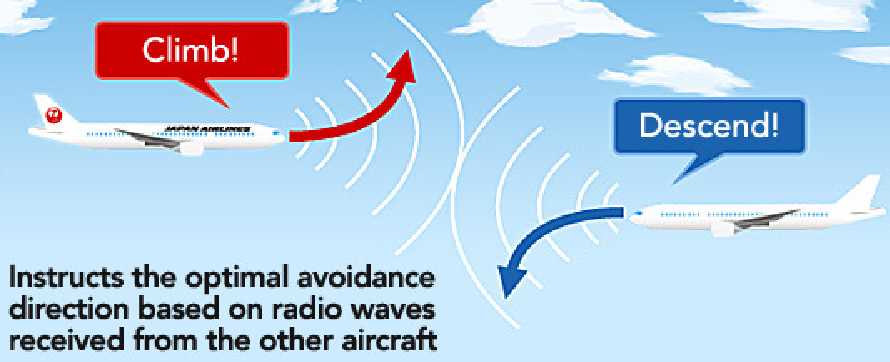 Climb!
JAPAN AIRLINES
Descend!
Instructs the optimal avoidance
direction based on radio waves
received from the other aircraft